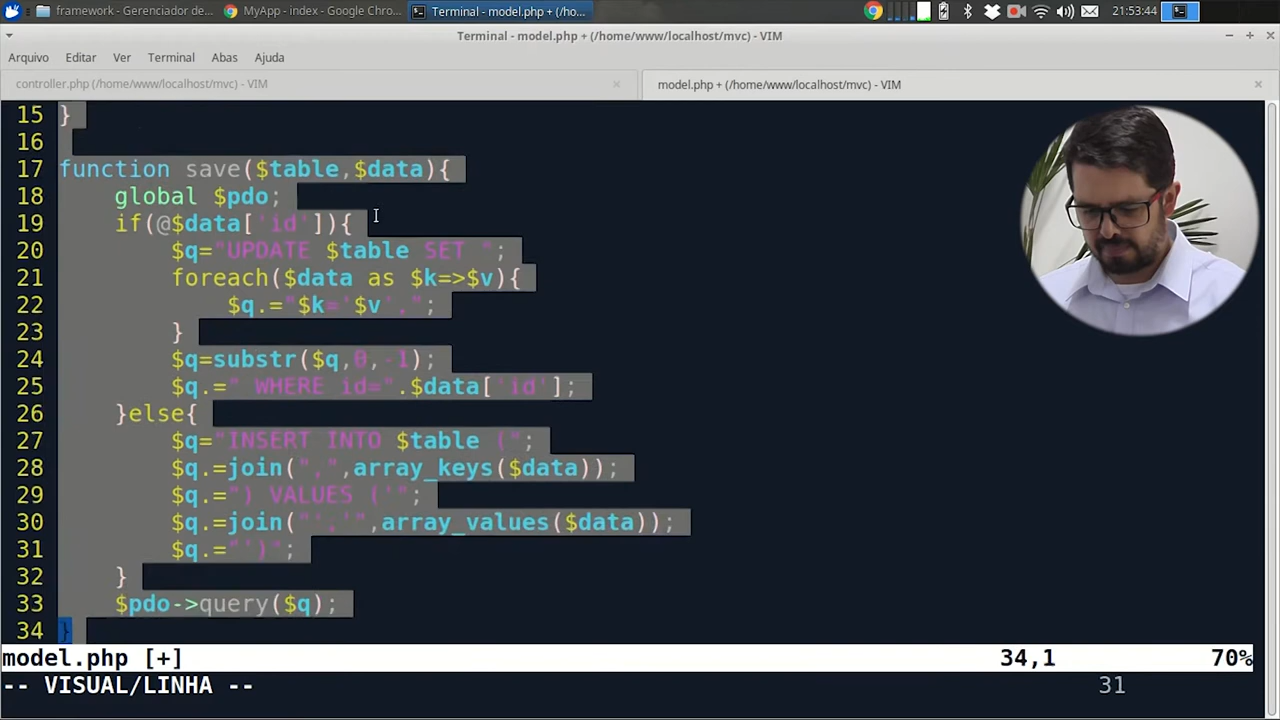 framework - Gerenciador de...
MyApp - index - Google Chro...
Terminal - model.php + (/ho...
21:53:44
Terminal - model.php + (/home/www/localhost/mvc) - VIM
Arquivo Editar Ver Terminal Abas Ajuda
controller.php (/home/www/localhost/mvc) - VIM
model.php + (/home/www/localhost/mvc) - VIM
15 }
16
17 function save($table,$data){
18     global $pdo;
19     if(@$data['id']){
20         $q="UPDATE $table SET ";
21         foreach($data as $k=>$v){
22             $q.="$k='$v',";
23         }
24         $q=substr($q,0,-1);
25         $q.=" WHERE id=".$data['id'];
26     }else{
27         $q="INSERT INTO $table (";
28         $q.=join(",",array_keys($data));
29         $q.=") VALUES ('";
30         $q.=join("','",array_values($data));
31         $q.="')";
32     }
33     $pdo->query($q);
34 }
model.php [+] 34,1 70%
-- VISUAL/LINHA -- 31